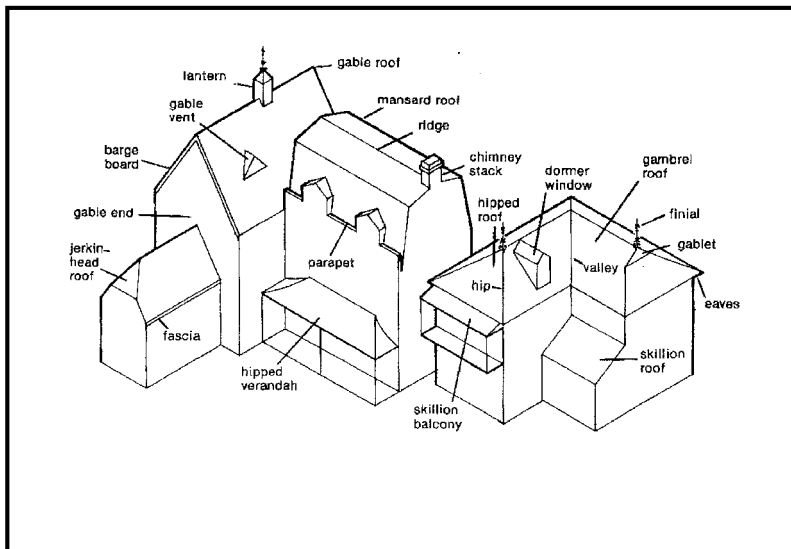 gable roof
lantern
mansard roof
gable
vent
ridge
barge
board
chimney
stack
dormer
window
gambrel
roof
hipped
roof
finial
gable end
gablet
jerkin-
head
roof
parapet
hip
valley
eaves
fascia
hipped
verandah
skillion
roof
skillion
balcony